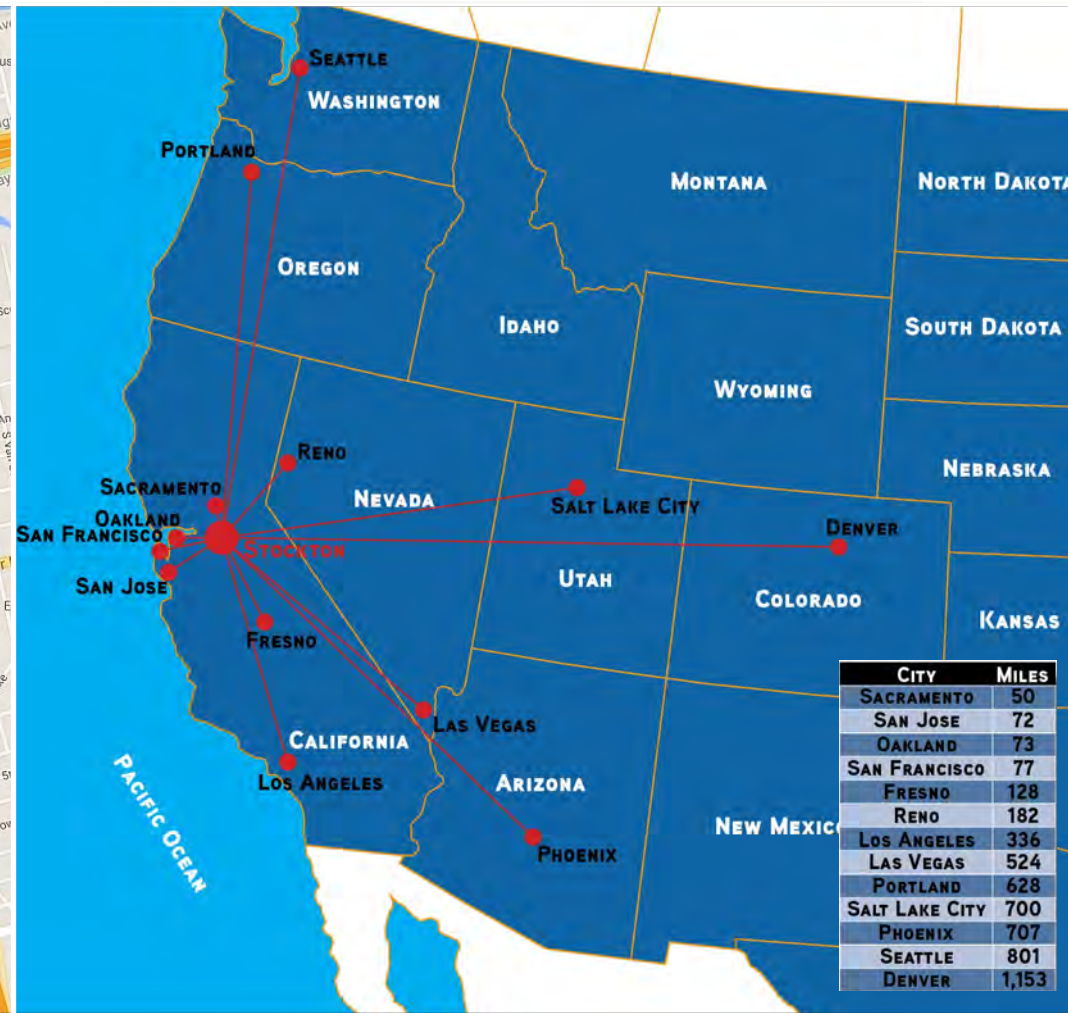 SEATTLE
WASHINGTON
PORTLAND
MONTANA
NORTH DAKOTA
OREGON
IDAHO
SOUTH DAKOTA
WYOMING
RENO
NEBRASKA
SACRAMENTO
NEVADA
SALT LAKE CITY
OAKLAND
DENVER
SAN FRANCISCO
STOCKTON
UTAH
SAN JOSE
COLORADO
KANSAS
FRESNO
LAS VEGAS
CALIFORNIA
LOS ANGELES
ARIZONA
PACIFIC OCEAN
NEW MEXIC
PHOENIX
CITY MILES
SACRAMENTO 50
SAN JOSE 72
OAKLAND 73
SAN FRANCISCO 77
FRESNO 128
RENO 182
LOS ANGELES 336
LAS VEGAS 524
PORTLAND 628
SALT LAKE CITY 700
PHOENIX 707
SEATTLE 801
DENVER 1,153